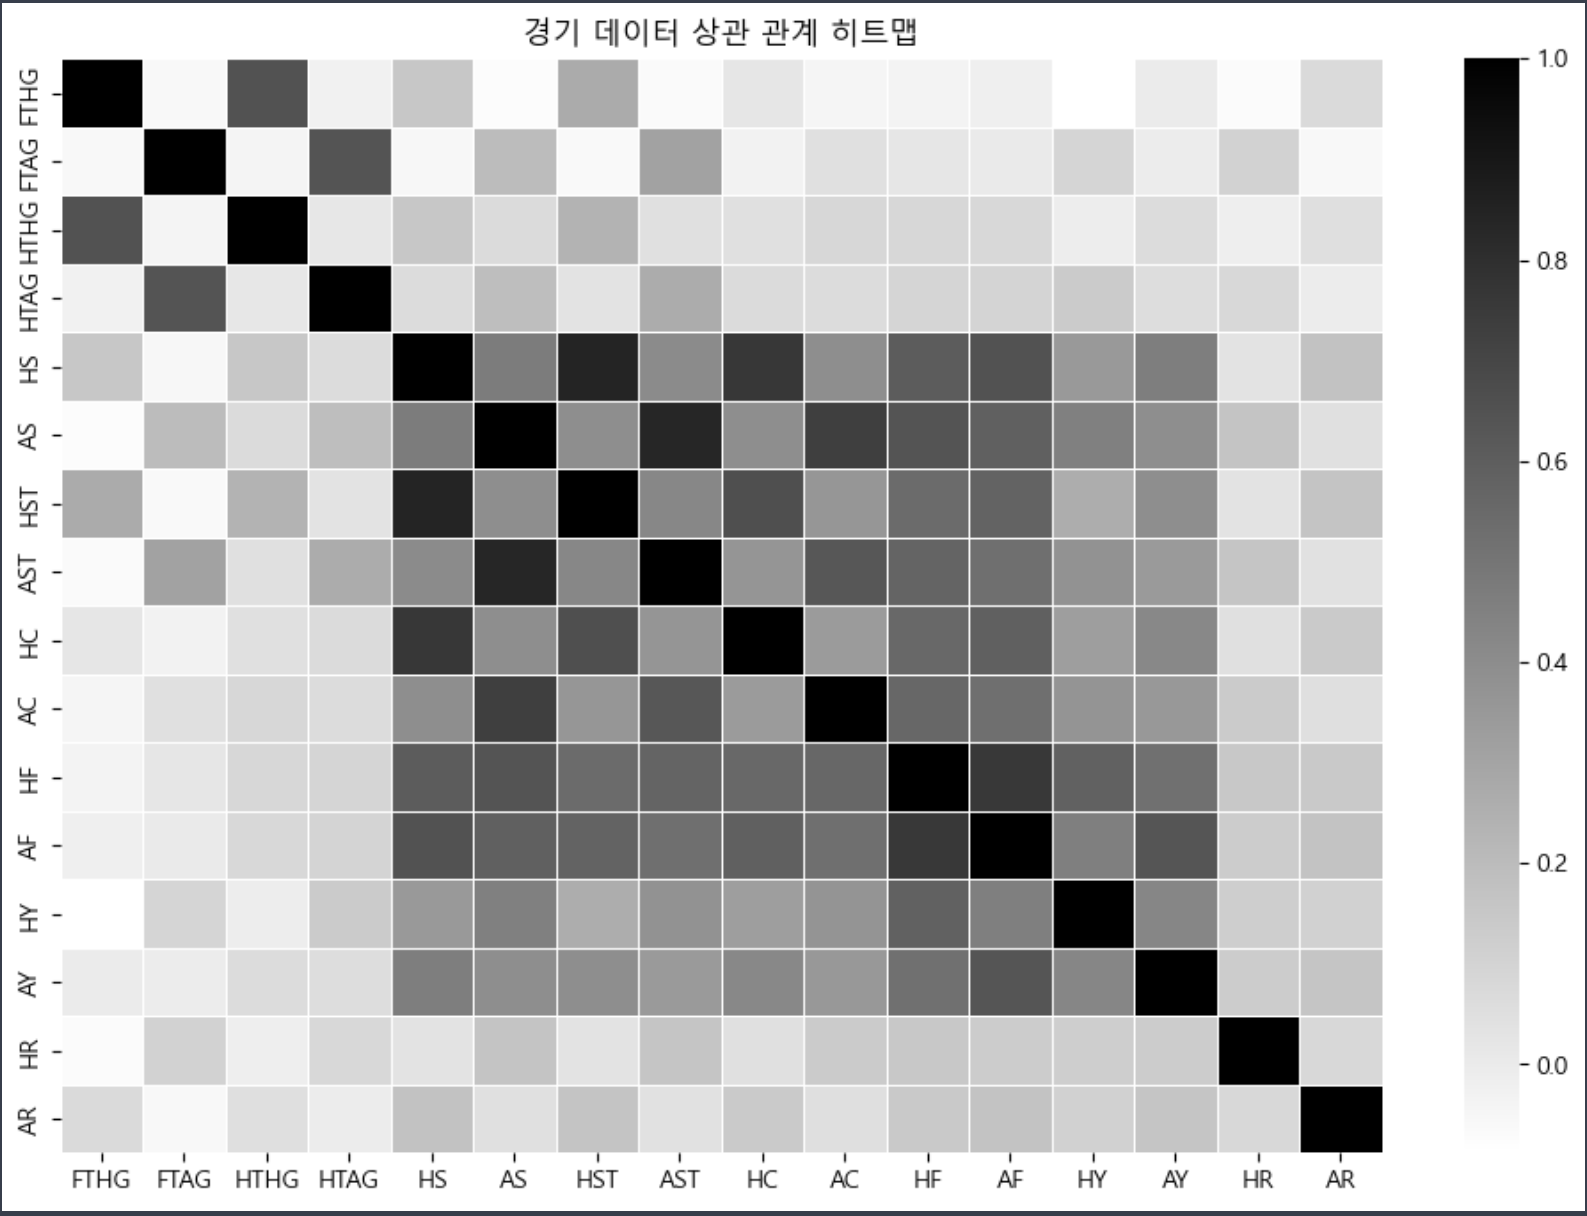 경기 데이터 상관 관계 히트맵
FTHG
FTAG
HTHG
HTAG
HS
AS
HST
AST
HC
AC
HF
AF
HY
AY
HR
AR
FTHG FTAG HTHG HTAG HS AS HST AST HC AC HF AF HY AY HR AR
1.0
0.8
0.6
0.4
0.2
0.0